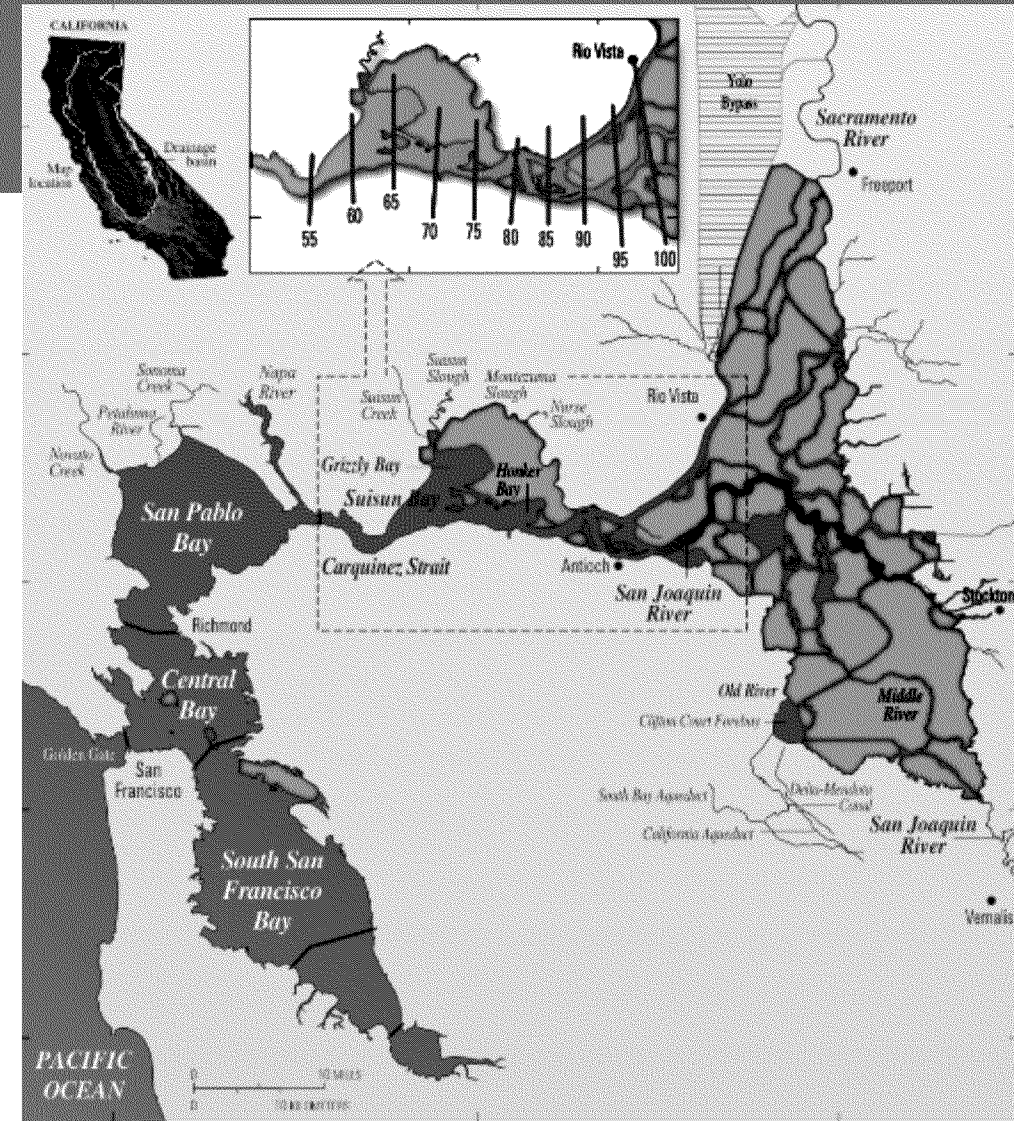 CALIFORNIA
Drainage
basin
Map
location
Rio Vista
55
60
65
70
75
80
85
90
95
100
Yolo
Bypass
Sacramento
River
Freeport
Sonoma
Creek
Napa
River
Petaluma
River
Novato
Creek
Suisun
Creek
Suisun
Slough
Montezuma
Slough
Nurse
Slough
Rio Vista
Grizzly Bay
Honker
Bay
Suisun Bay
San Pablo
Bay
Carquinez Strait
Antioch
San Joaquin
River
Stockton
Richmond
Central
Bay
Golden Gate
San
Francisco
Old River
Clifton Court Forebay
Middle
River
South Bay Aqueduct
Delta-Mendota
Canal
California Aqueduct
San Joaquin
River
Vernalis
South San
Francisco
Bay
PACIFIC
OCEAN
0 10 MILES
0 10 KILOMETERS